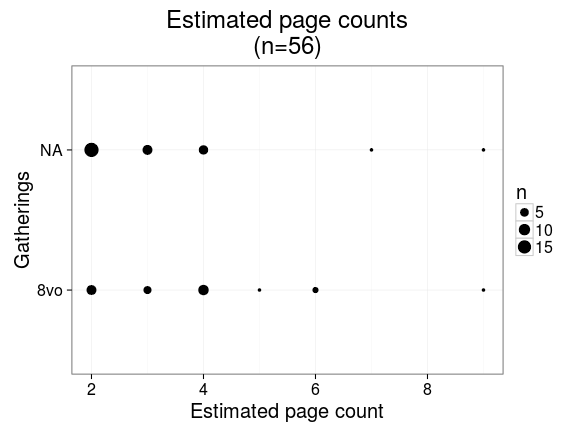 Estimated page counts
(n=56)
Gatherings
NA
8vo
2 4 6 8
Estimated page count
n
5
10
15